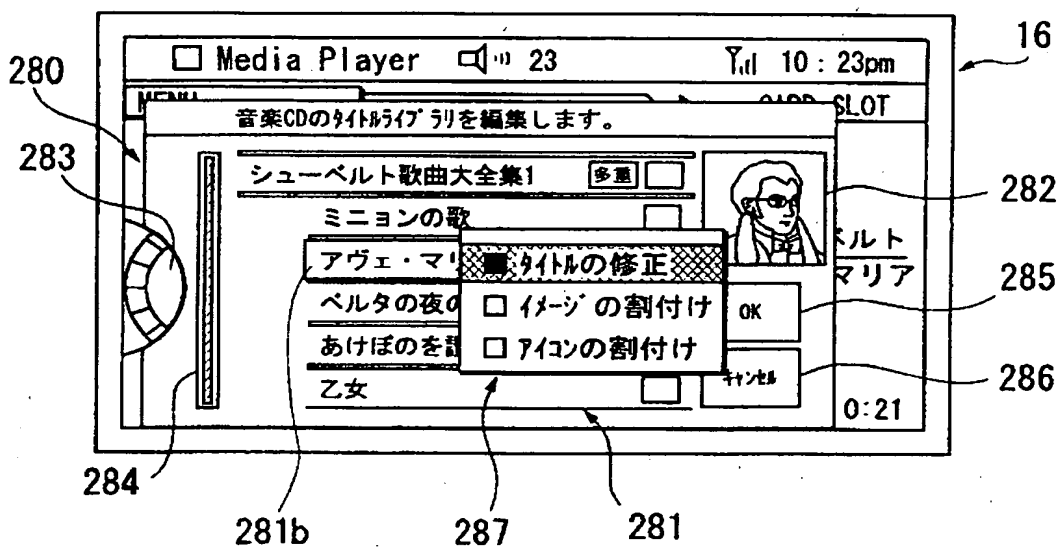 16
Media Player 23 10:23pm
280
MENU CARD SLOT
283
音楽CDのタイトルライブラリを編集します。
シューベルト歌曲大全集1 多重
282
ミニョンの歌
ベルト
アヴェ・マリ タイトルの修正 マリア
285
ベルタの夜の イメージの割付け OK
あけぼのを讃 アイコンの割付け
キャンセル
286
乙女
0:21
284
281b
287
281